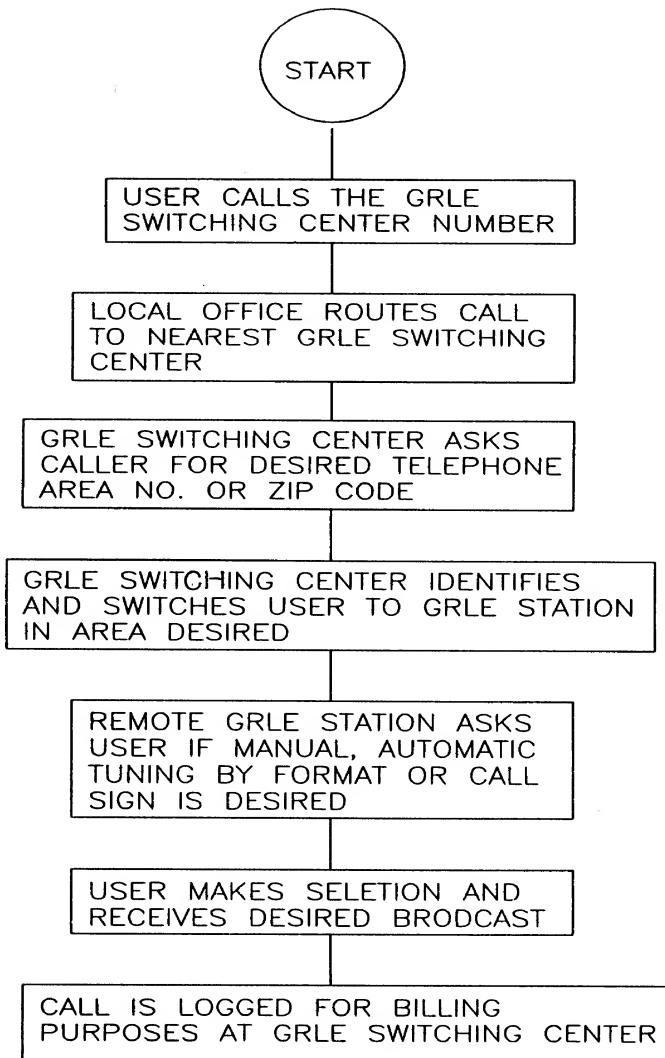 START
USER CALLS THE GRLE
SWITCHING CENTER NUMBER
LOCAL OFFICE ROUTES CALL
TO NEAREST GRLE SWITCHING
CENTER
GRLE SWITCHING CENTER ASKS
CALLER FOR DESIRED TELEPHONE
AREA NO. OR ZIP CODE
GRLE SWITCHING CENTER IDENTIFIES
AND SWITCHES USER TO GRLE STATION
IN AREA DESIRED
REMOTE GRLE STATION ASKS
USER IF MANUAL, AUTOMATIC
TUNING BY FORMAT OR CALL
SIGN IS DESIRED
USER MAKES SELETION AND
RECEIVES DESIRED BRODCAST
CALL IS LOGGED FOR BILLING
PURPOSES AT GRLE SWITCHING CENTER